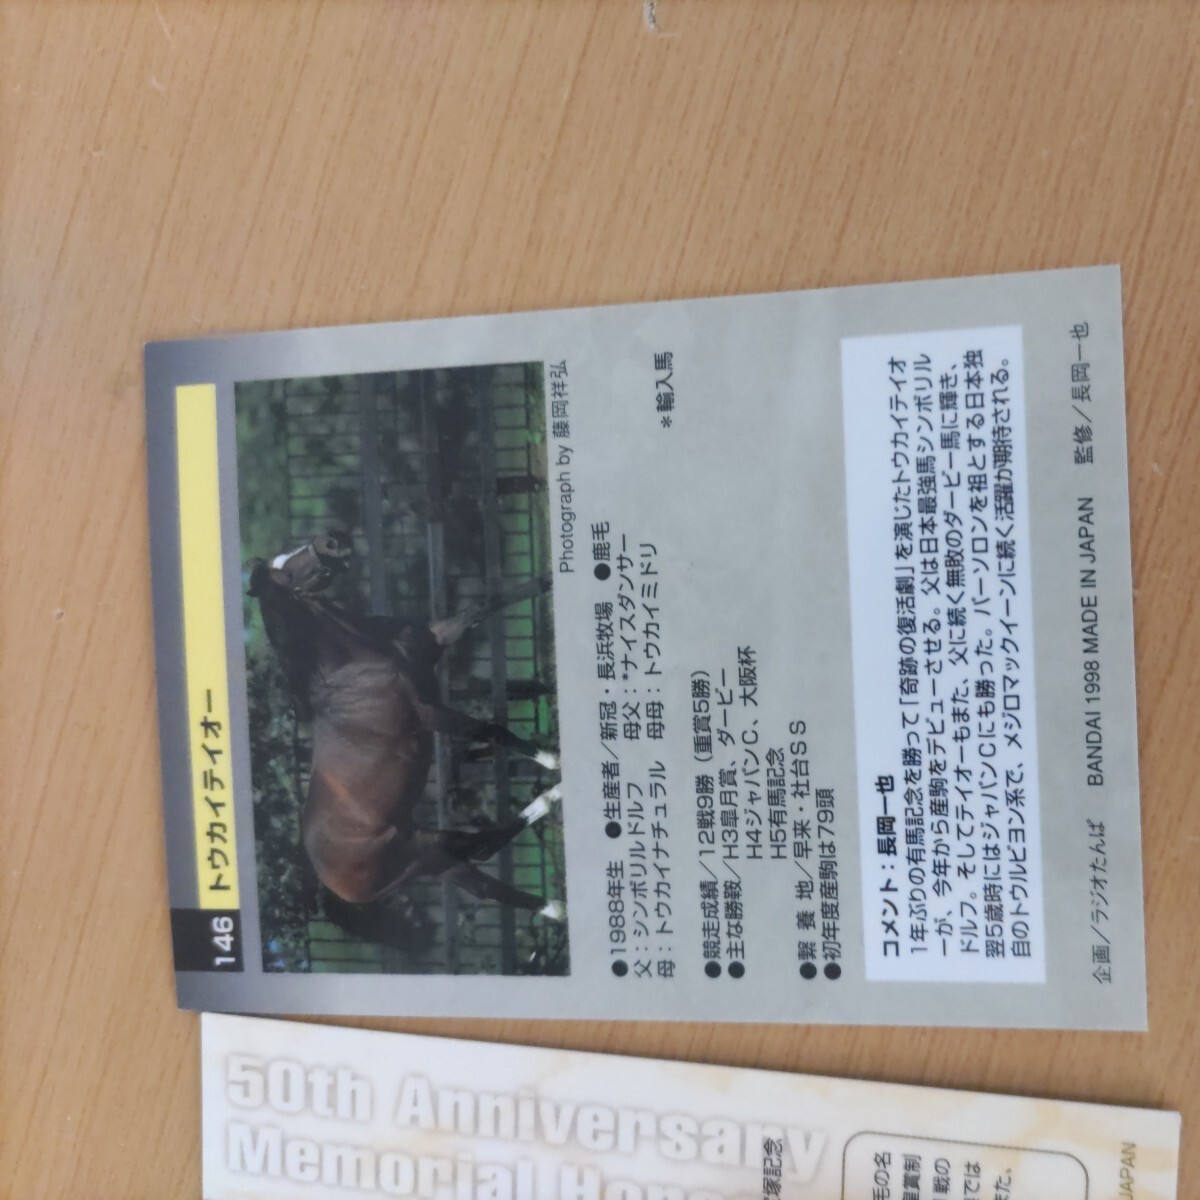 146 トウカイテイオー
Photograph by 藤岡祥弘
●1988年生 ●生産者／新冠・長浜牧場 ●鹿毛
父：シンボリルドルフ 母父：*ナイスダンサー
母：トウカイナチュラル 母母：トウカイミドリ
＊輸入馬
●競走成績／12戦9勝（重賞5勝）
●主な勝鞍／H3皐月賞、ダービー
H4ジャパンC、大阪杯
H5有馬記念
●繋養地／早来・社台SS
●初年度産駒は79頭
コメント：長岡一也
1年ぶりの有馬記念を勝って「奇跡の復活劇」を演じたトウカイテイオ
ーが、今年から産駒をデビューさせる。父は日本最強馬シンボリル
ドルフ。そしてテイオーもまた、父に続く無敗のダービー馬に輝き、
翌5歳時にはジャパンCにも勝った。パーソロンを祖とする日本独
自のトウルビヨン系で、メジロマックイーンに続く活躍が期待される。
企画／ラジオたんぱ BANDAI 1998 MADE IN JAPAN 監修／長岡一也
50th Anniversary
Memorial
塚記念
毛の名
重賞制
戦の
では
また、
JAPAN